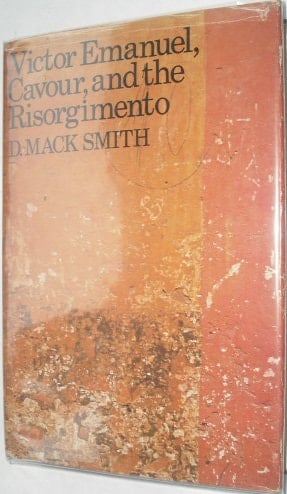 Victor Emanuel,
Cavour, and the
Risorgimento
D. MACK SMITH